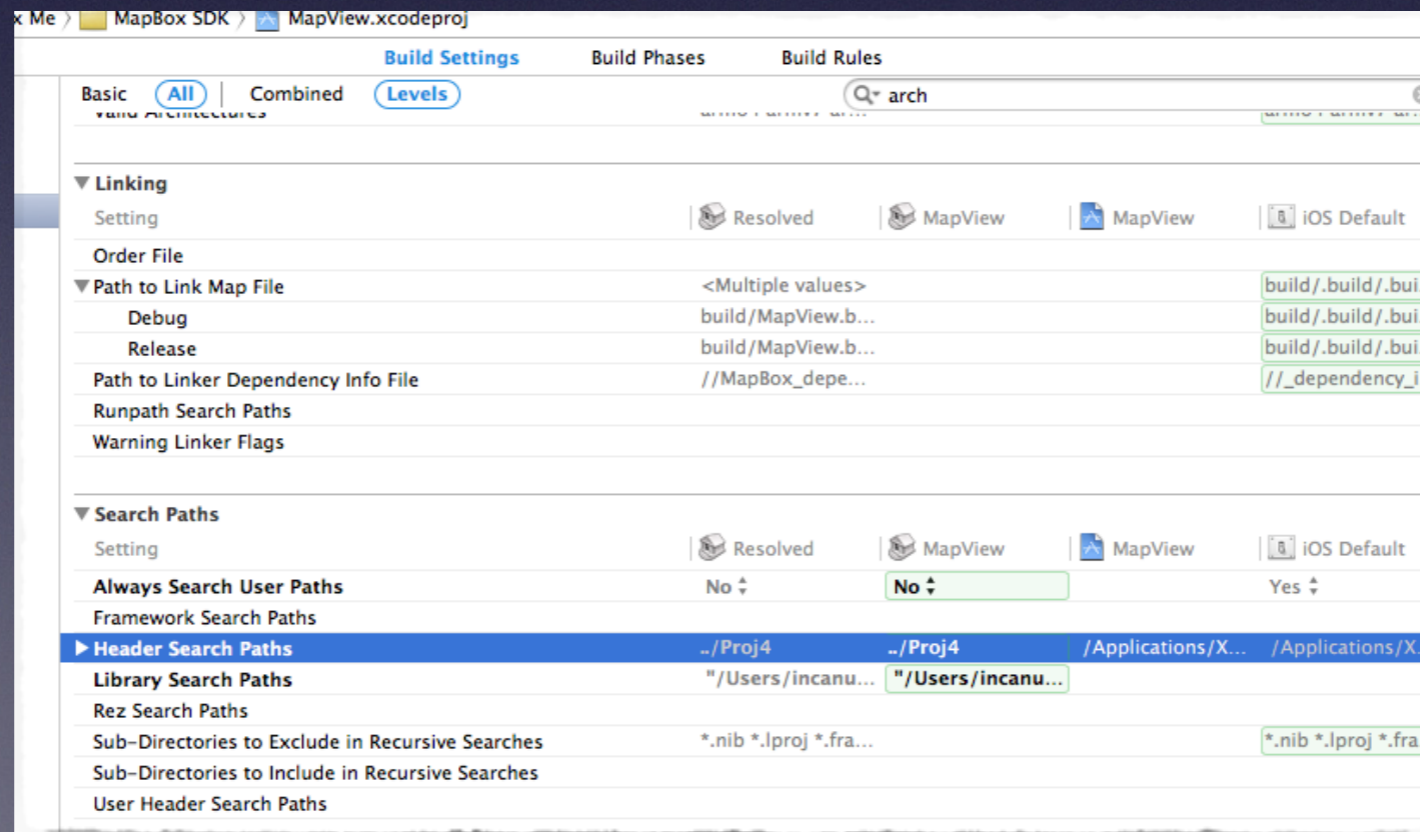 x Me > MapBox SDK > MapView.xcodeproj
Build Settings Build Phases Build Rules
Basic All Combined Levels arch
Valid Architectures
Linking
Setting Resolved MapView MapView iOS Default
Order File
Path to Link Map File <Multiple values> build/.build/.bui
Debug build/MapView.b... build/.build/.bui
Release build/MapView.b... build/.build/.bui
Path to Linker Dependency Info File //MapBox_depe... //_dependency_i
Runpath Search Paths
Warning Linker Flags
Search Paths
Setting Resolved MapView MapView iOS Default
Always Search User Paths No No Yes
Framework Search Paths
Header Search Paths ../Proj4 ../Proj4 /Applications/X... /Applications/X.
Library Search Paths "/Users/incanu... "/Users/incanu...
Rez Search Paths
Sub-Directories to Exclude in Recursive Searches *.nib *.lproj *.fra... *.nib *.lproj *.fra
Sub-Directories to Include in Recursive Searches
User Header Search Paths